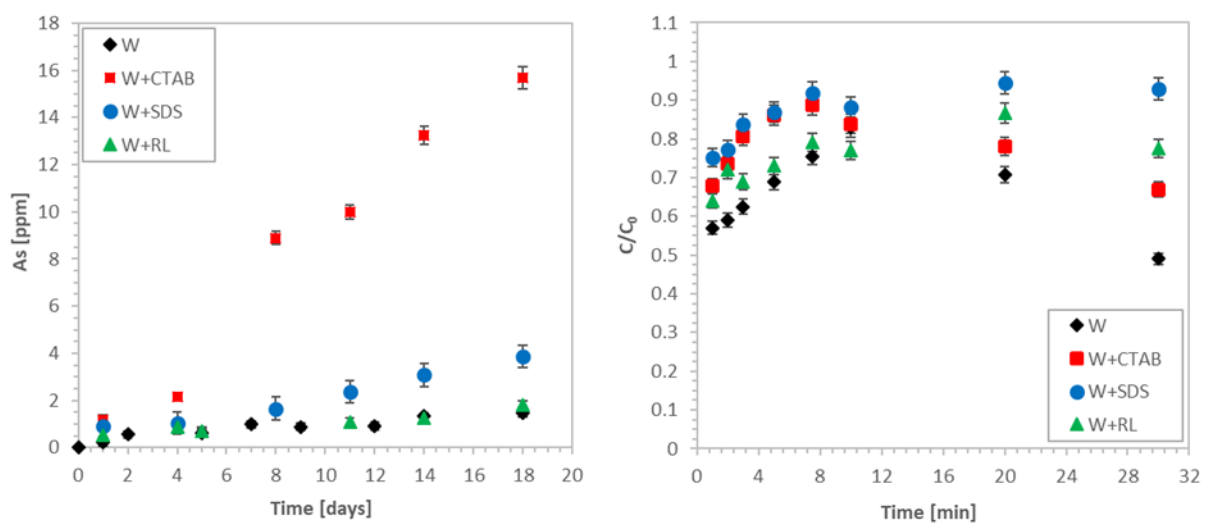 18
16
14
12
10
8
6
4
2
0
As [ppm]
W
W+CTAB
W+SDS
W+RL
0 2 4 6 8 10 12 14 16 18 20
Time [days]
1
0.9
0.8
0.7
0.6
0.5
0.4
0.3
0.2
0.1
0
C/C0
W
W+CTAB
W+SDS
W+RL
0 4 8 12 16 20 24 28 32
Time [min]